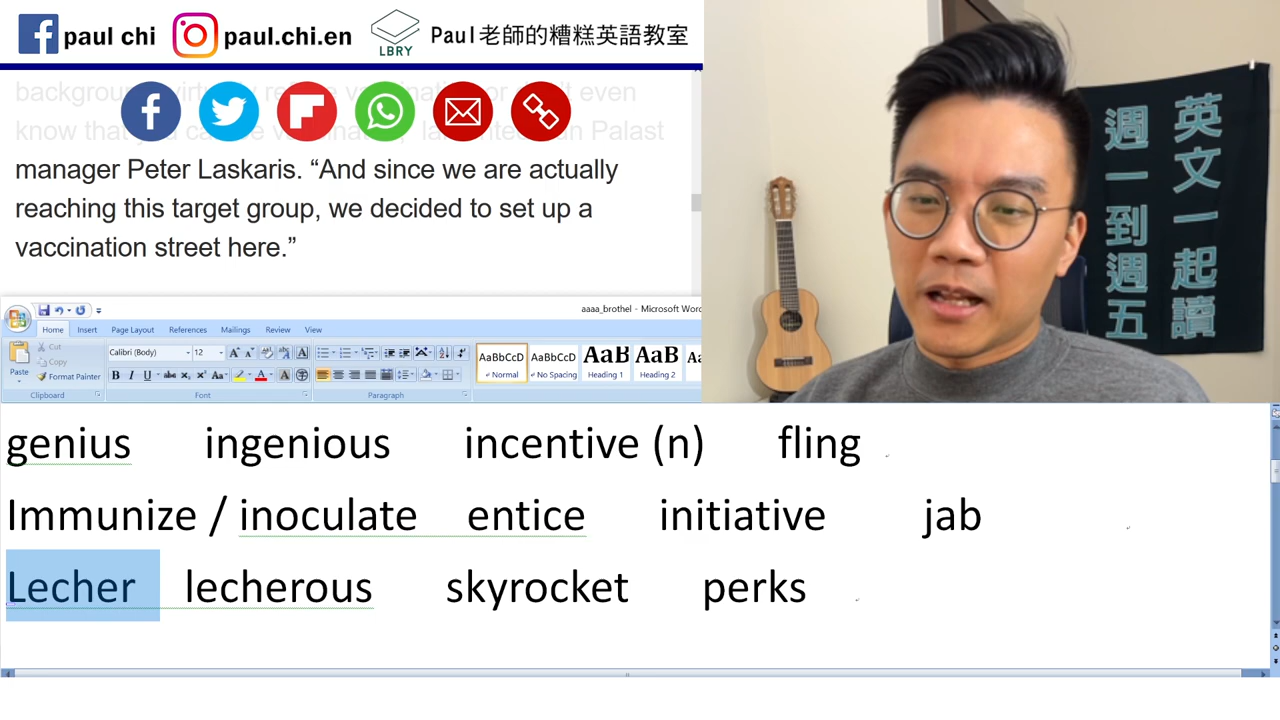 paul chi paul.chi.en LBRY Paul老師的糟糕英語教室
manager Peter Laskaris. “And since we are actually
reaching this target group, we decided to set up a
vaccination street here.”
aaaa_brothel - Microsoft Word
Home Insert Page Layout References Mailings Review View
Paste
Cut
Copy
Format Painter
Clipboard
Calibri (Body) 12
Font
Paragraph
AaBbCcD AaBbCcD AaB AaB
Normal No Spacing Heading 1 Heading 2
英文一起讀
週一到週五
genius ingenious incentive (n) fling
Immunize / inoculate entice initiative jab
Lecher lecherous skyrocket perks